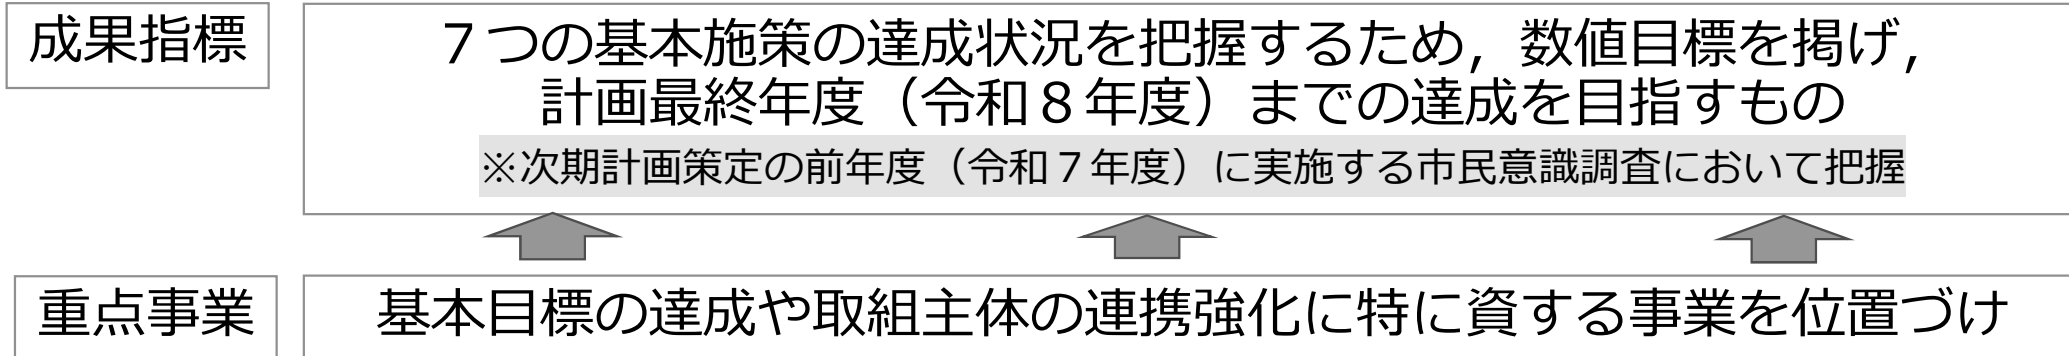 成果指標
７つの基本施策の達成状況を把握するため，数値目標を掲げ，
計画最終年度（令和８年度）までの達成を目指すもの
※次期計画策定の前年度（令和７年度）に実施する市民意識調査において把握
重点事業
基本目標の達成や取組主体の連携強化に特に資する事業を位置づけ